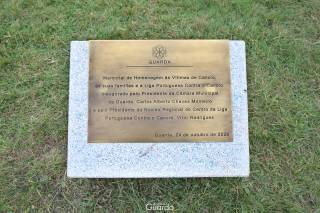 GUARDA
Memorial de Homenagem às Vítimas de Cancro,
às suas famílias e à Liga Portuguesa Contra o Cancro,
inaugurado pelo Presidente da Câmara Municipal
da Guarda, Carlos Alberto Chaves Monteiro
e pelo Presidente do Núcleo Regional do Centro da Liga
Portuguesa Contra o Cancro, Vítor Rodrigues
Guarda, 24 de outubro de 2020
Guarda